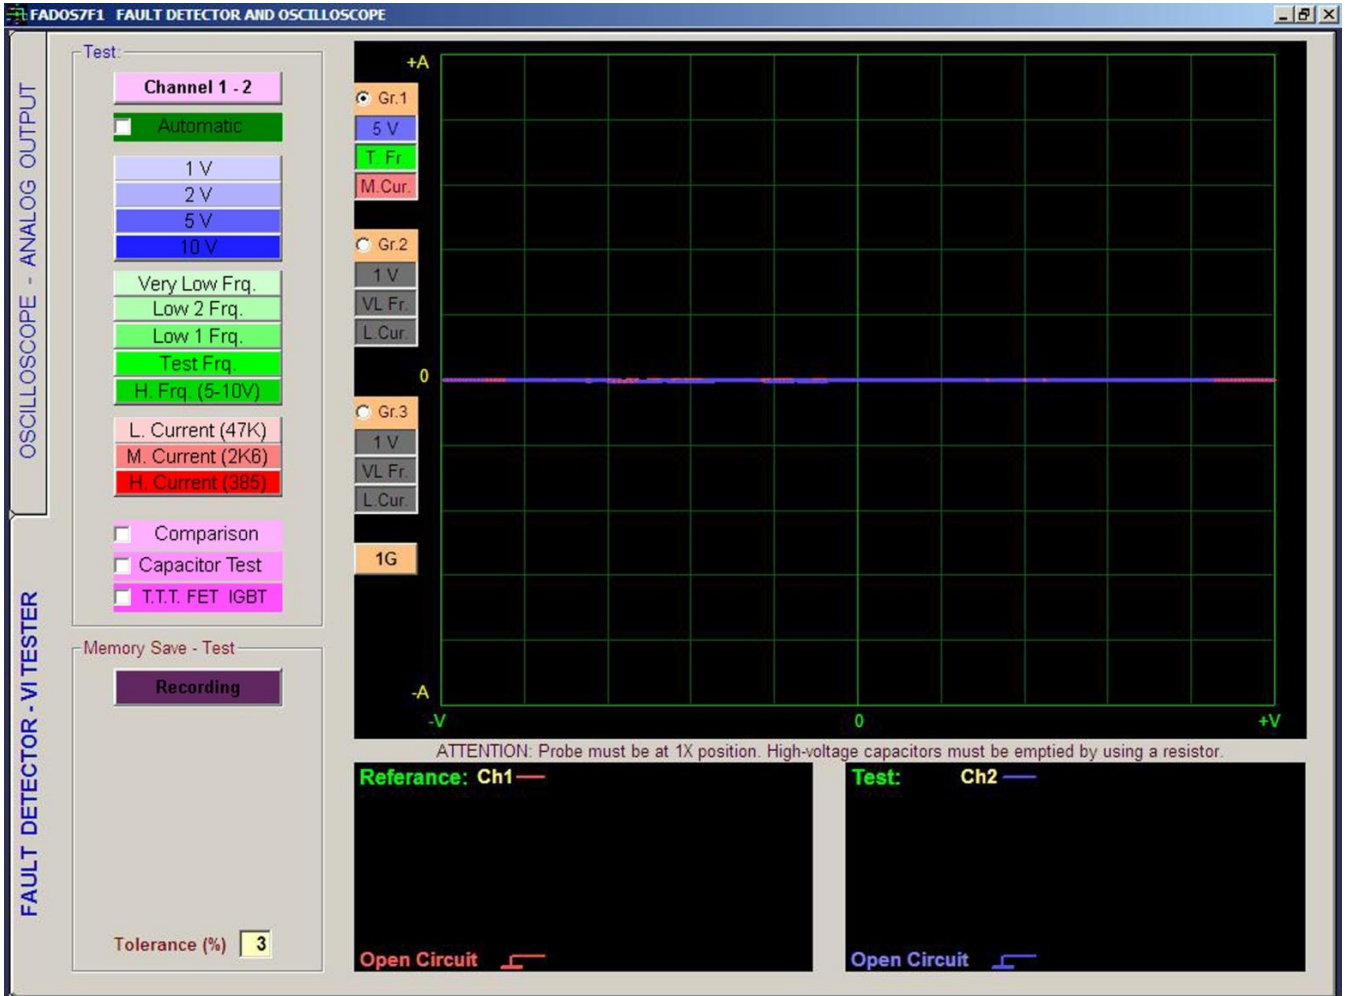 FADOS7F1 FAULT DETECTOR AND OSCILLOSCOPE
OSCILLOSCOPE - ANALOG OUTPUT
FAULT DETECTOR - VI TESTER
Test:
Channel 1 - 2
Automatic
1 V
2 V
5 V
10 V
Very Low Frq.
Low 2 Frq.
Low 1 Frq.
Test Frq.
H. Frq. (5-10V)
L. Current (47K)
M. Current (2K6)
H. Current (385)
Comparison
Capacitor Test
T.T.T. FET IGBT
Memory Save - Test
Recording
Tolerance (%) 3
+A
Gr.1
5 V
T. Fr.
M.Cur.
Gr.2
1 V
VL Fr.
L.Cur.
0
Gr.3
1 V
VL Fr.
L.Cur.
1G
-A
-V 0 +V
ATTENTION: Probe must be at 1X position. High-voltage capacitors must be emptied by using a resistor.
Referance: Ch1
Open Circuit
Test: Ch2
Open Circuit